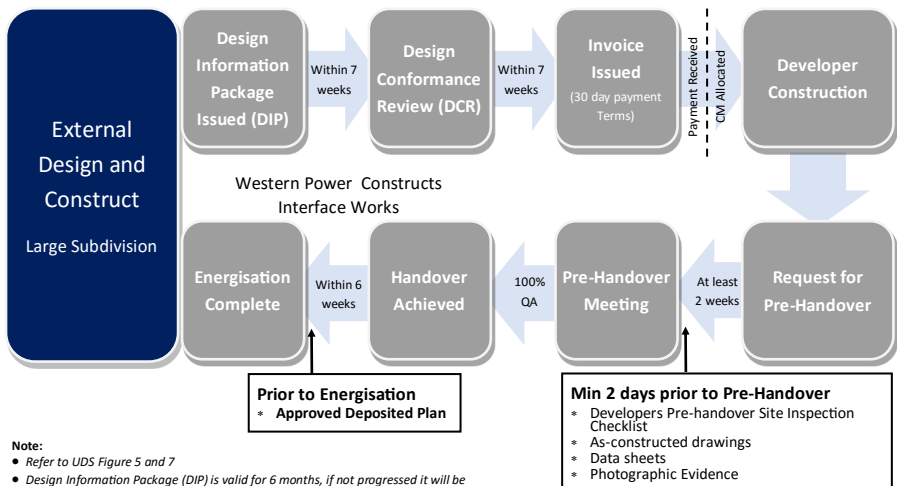 External
Design and
Construct
Large Subdivision
Design
Information
Package
Issued (DIP)
Within 7
weeks
Design
Conformance
Review (DCR)
Within 7
weeks
Invoice
Issued
(30 day payment
Terms)
Payment Received
CM Allocated
Developer
Construction
Western Power Constructs
Interface Works
Energisation
Complete
Within 6
weeks
Handover
Achieved
100%
QA
Pre-Handover
Meeting
At least
2 weeks
Request for
Pre-Handover
Prior to Energisation
* Approved Deposited Plan
Min 2 days prior to Pre-Handover
* Developers Pre-handover Site Inspection
Checklist
* As-constructed drawings
* Data sheets
* Photographic Evidence
Note:
• Refer to UDS Figure 5 and 7
• Design Information Package (DIP) is valid for 6 months, if not progressed it will be